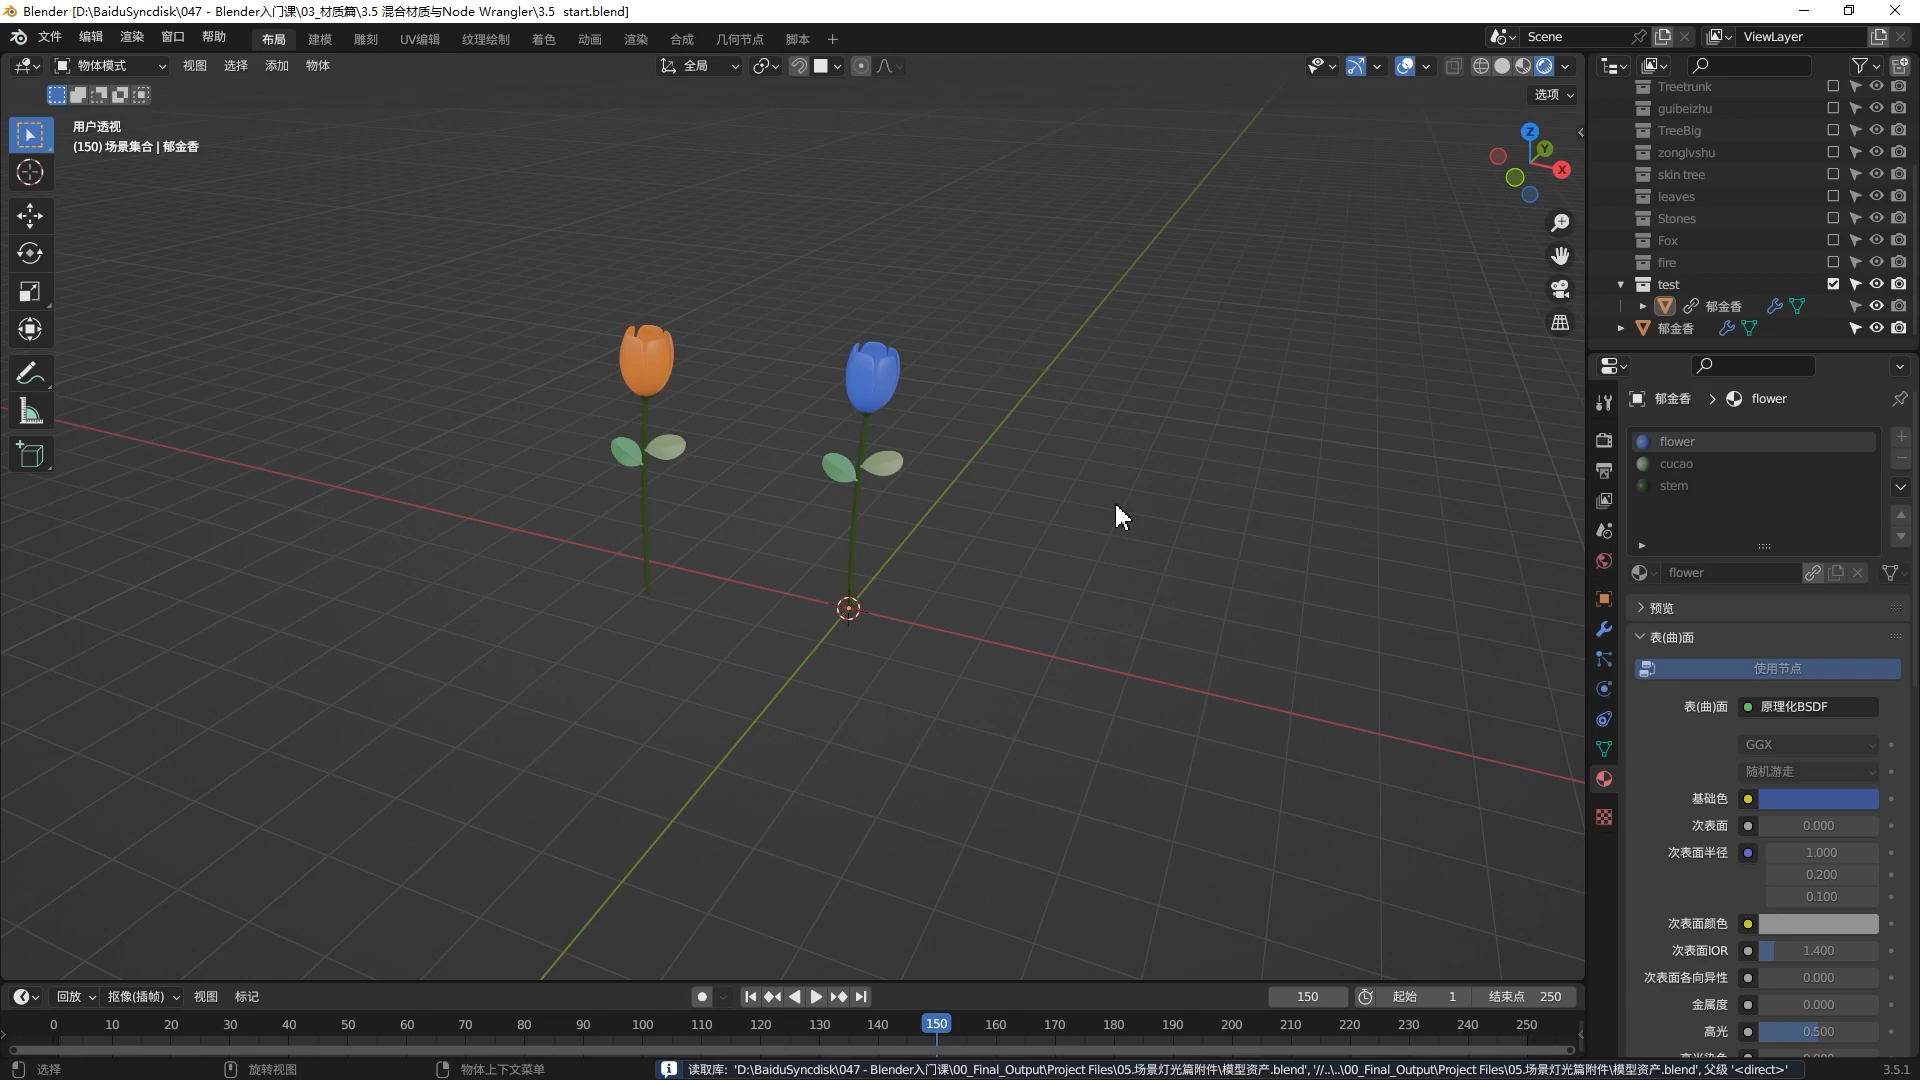 Blender [D:\BaiduSyncdisk\047 - Blender入门课\03_材质篇\3.5 混合材质与Node Wrangler\3.5  start.blend]
文件 编辑 渲染 窗口 帮助 布局 建模 雕刻 UV编辑 纹理绘制 着色 动画 渲染 合成 几何节点 脚本 + Scene ViewLayer
物体模式 视图 选择 添加 物体 全局
选项
用户透视
(150) 场景集合 | 郁金香
Z
Y
X
Treetrunk
guibeizhu
TreeBig
zonglvshu
skin tree
leaves
Stones
Fox
fire
test
郁金香
郁金香
郁金香 > flower
flower
cucao
stem
flower
预览
表(曲)面
使用节点
表(曲)面 原理化BSDF
GGX
随机游走
基础色
次表面 0.000
次表面半径 1.000
0.200
0.100
次表面颜色
次表面IOR 1.400
次表面各向异性 0.000
金属度 0.000
高光 0.500
回放 抠像(插帧) 视图 标记 150 起始 1 结束点 250
0 10 20 30 40 50 60 70 80 90 100 110 120 130 140 150 160 170 180 190 200 210 220 230 240 250
选择 旋转视图 物体上下文菜单 读取库: 'D:\BaiduSyncdisk\047 - Blender入门课\00_Final_Output\Project Files\05.场景灯光篇附件\模型资产.blend', '//..\..\00_Final_Output\Project Files\05.场景灯光篇附件\模型资产.blend', 父级 '<direct>' 3.5.1